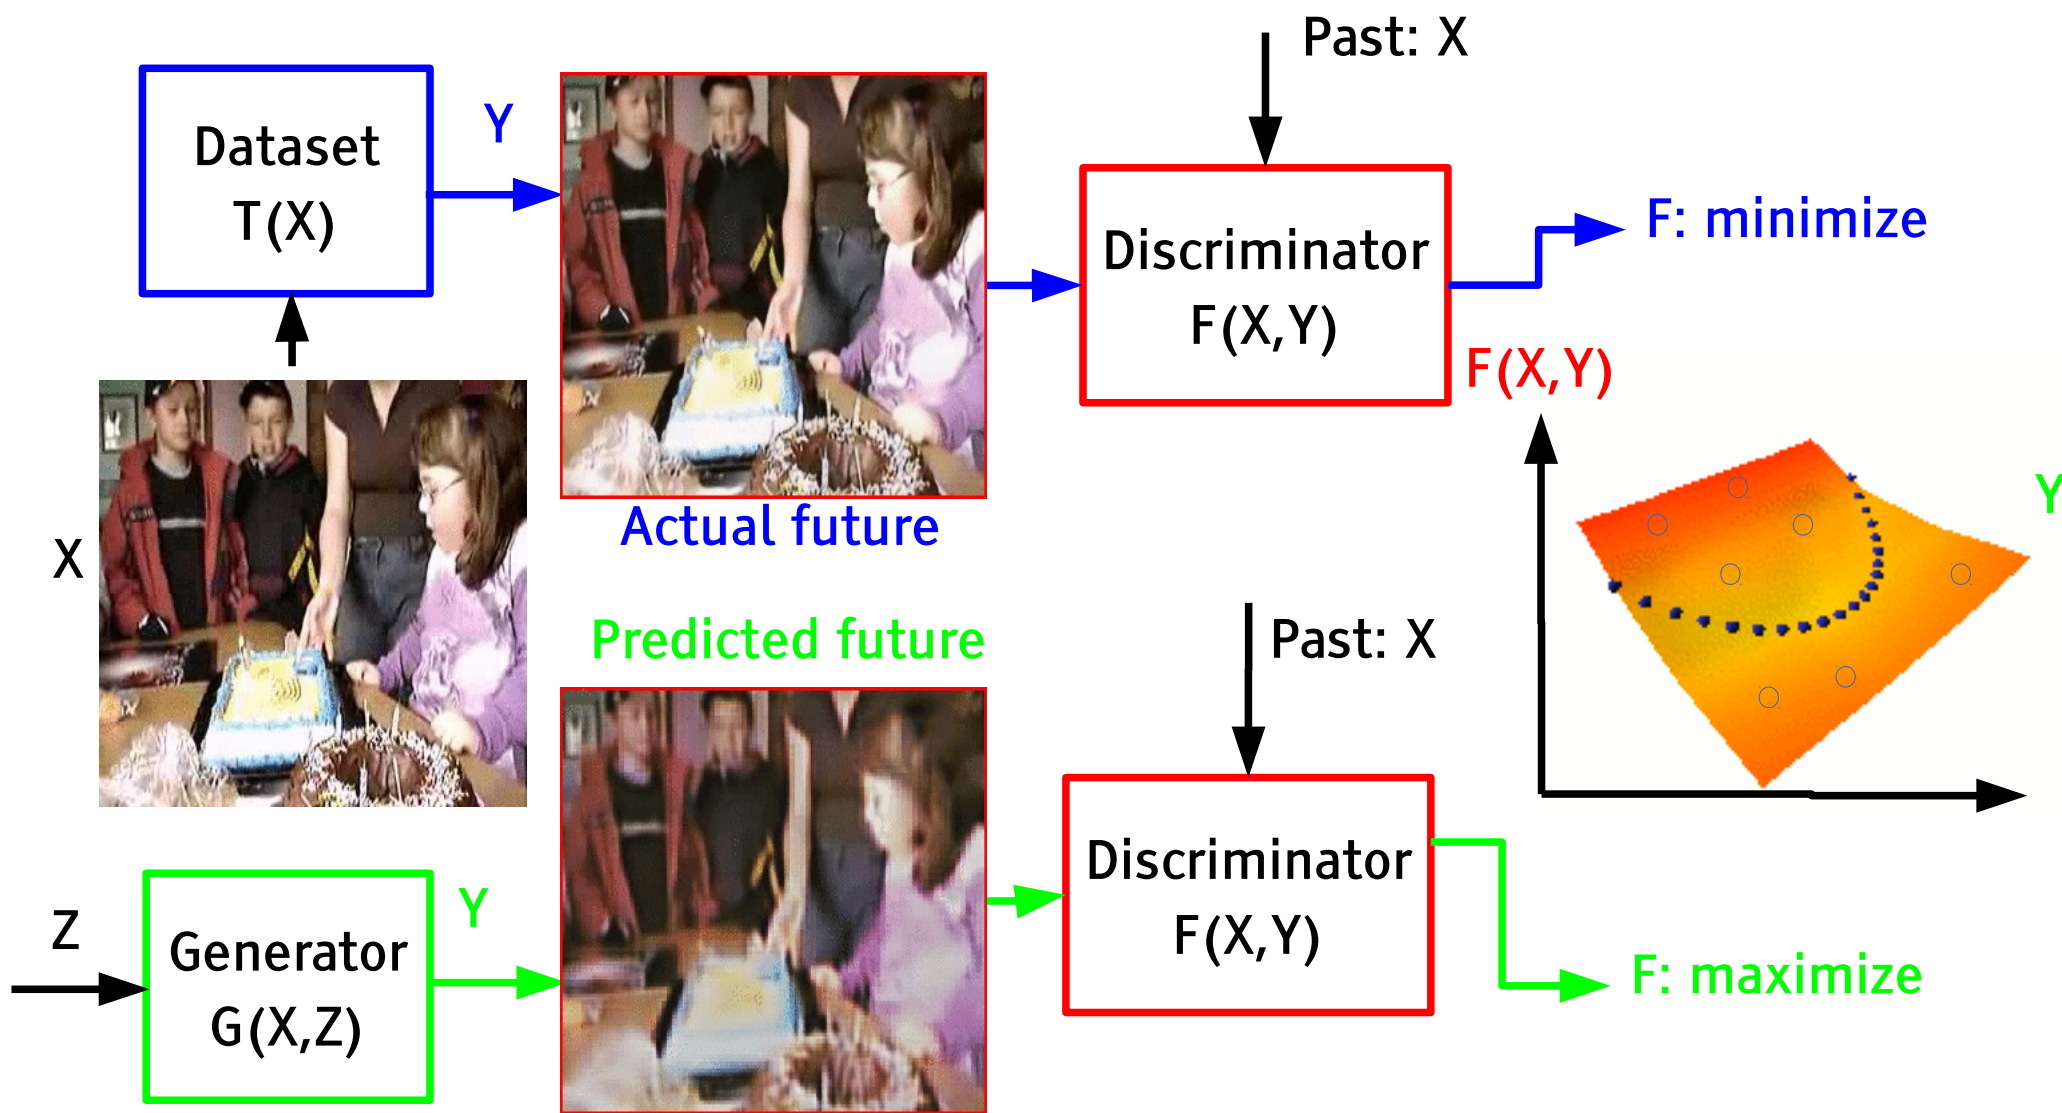 Past: X
Dataset
T(X)
Y
Discriminator
F(X,Y)
F: minimize
F(X,Y)
Y
Actual future
X
Predicted future
Past: X
Z
Generator
G(X,Z)
Y
Discriminator
F(X,Y)
F: maximize